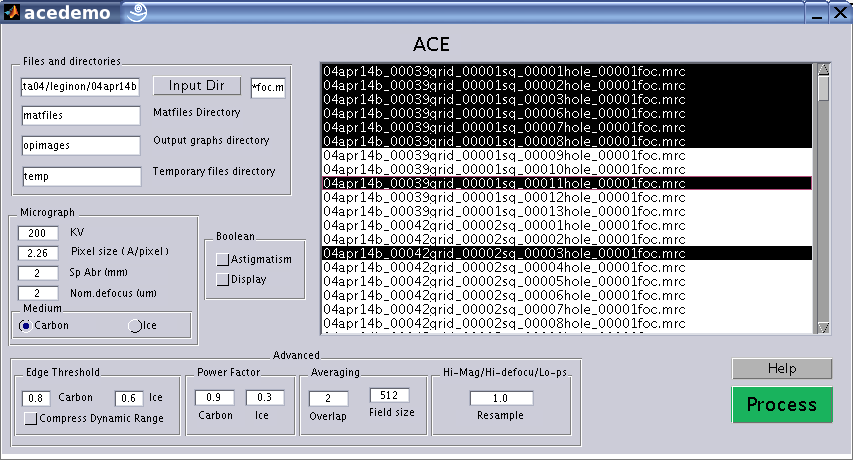 acedemo
ACE
Files and directories
ta04/leginon/04apr14b Input Dir *foc.m
matfiles Matfiles Directory
opimages Output graphs directory
temp Temporary files directory
04apr14b_00039grid_00001sq_00001hole_00001foc.mrc
04apr14b_00039grid_00001sq_00002hole_00001foc.mrc
04apr14b_00039grid_00001sq_00003hole_00001foc.mrc
04apr14b_00039grid_00001sq_00006hole_00001foc.mrc
04apr14b_00039grid_00001sq_00007hole_00001foc.mrc
04apr14b_00039grid_00001sq_00008hole_00001foc.mrc
04apr14b_00039grid_00001sq_00009hole_00001foc.mrc
04apr14b_00039grid_00001sq_00010hole_00001foc.mrc
04apr14b_00039grid_00001sq_00011hole_00001foc.mrc
04apr14b_00039grid_00001sq_00012hole_00001foc.mrc
04apr14b_00039grid_00001sq_00013hole_00001foc.mrc
04apr14b_00042grid_00002sq_00001hole_00001foc.mrc
04apr14b_00042grid_00002sq_00002hole_00001foc.mrc
04apr14b_00042grid_00002sq_00003hole_00001foc.mrc
04apr14b_00042grid_00002sq_00004hole_00001foc.mrc
04apr14b_00042grid_00002sq_00005hole_00001foc.mrc
04apr14b_00042grid_00002sq_00006hole_00001foc.mrc
04apr14b_00042grid_00002sq_00007hole_00001foc.mrc
04apr14b_00042grid_00002sq_00008hole_00001foc.mrc
Micrograph
200 KV
2.26 Pixel size ( A/pixel )
2 Sp Abr (mm)
2 Nom.defocus (um)
Medium
Carbon Ice
Boolean
Astigmatism
Display
Advanced
Edge Threshold
0.8 Carbon 0.6 Ice
Compress Dynamic Range
Power Factor
0.9 0.3
Carbon Ice
Averaging
2 512
Overlap Field size
Hi-Mag/Hi-defocu/Lo-ps
1.0
Resample
Help
Process